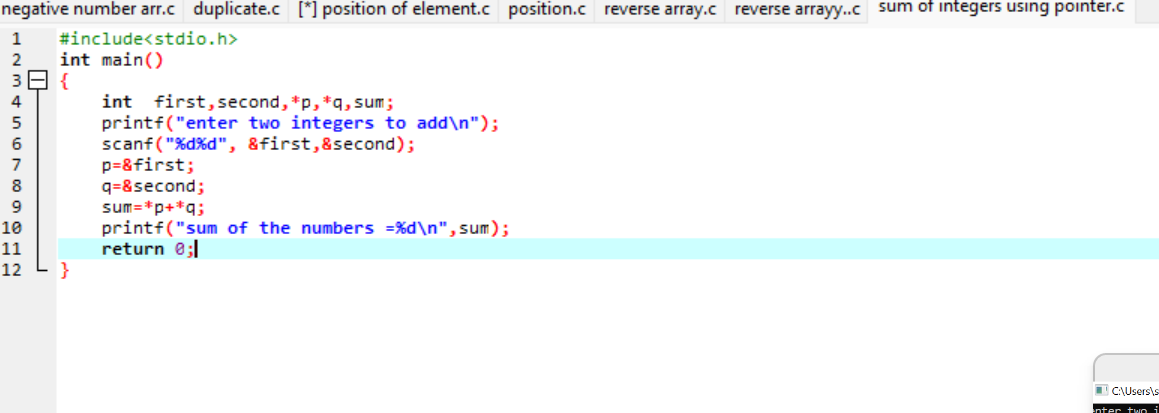 negative number arr.c duplicate.c [*] position of element.c position.c reverse array.c reverse arrayy..c sum of integers using pointer.c
1 #include<stdio.h>
2 int main()
3 {
4 int  first,second,*p,*q,sum;
5 printf("enter two integers to add\n");
6 scanf("%d%d", &first,&second);
7 p=&first;
8 q=&second;
9 sum=*p+*q;
10 printf("sum of the numbers =%d\n",sum);
11 return 0;
12 }
C:\Users\s
enter two i